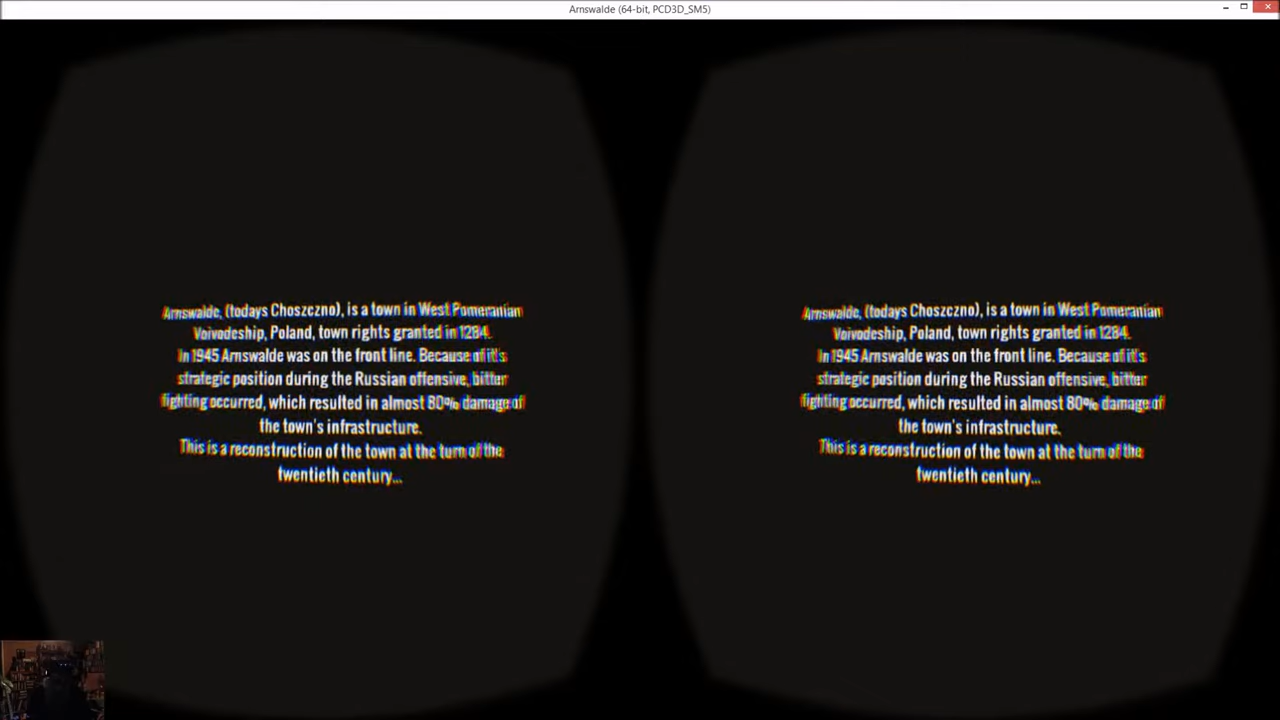 Arnswalde (64-bit, PCD3D_SM5)
Arnswalde, (todays Choszczno), is a town in West Pomeranian
Voivodeship, Poland, town rights granted in 1284.
In 1945 Arnswalde was on the front line. Because of it's
strategic position during the Russian offensive, bitter
fighting occurred, which resulted in almost 80% damage of
the town's infrastructure.
This is a reconstruction of the town at the turn of the
twentieth century...
Arnswalde, (todays Choszczno), is a town in West Pomeranian
Voivodeship, Poland, town rights granted in 1284.
In 1945 Arnswalde was on the front line. Because of it's
strategic position during the Russian offensive, bitter
fighting occurred, which resulted in almost 80% damage of
the town's infrastructure.
This is a reconstruction of the town at the turn of the
twentieth century...